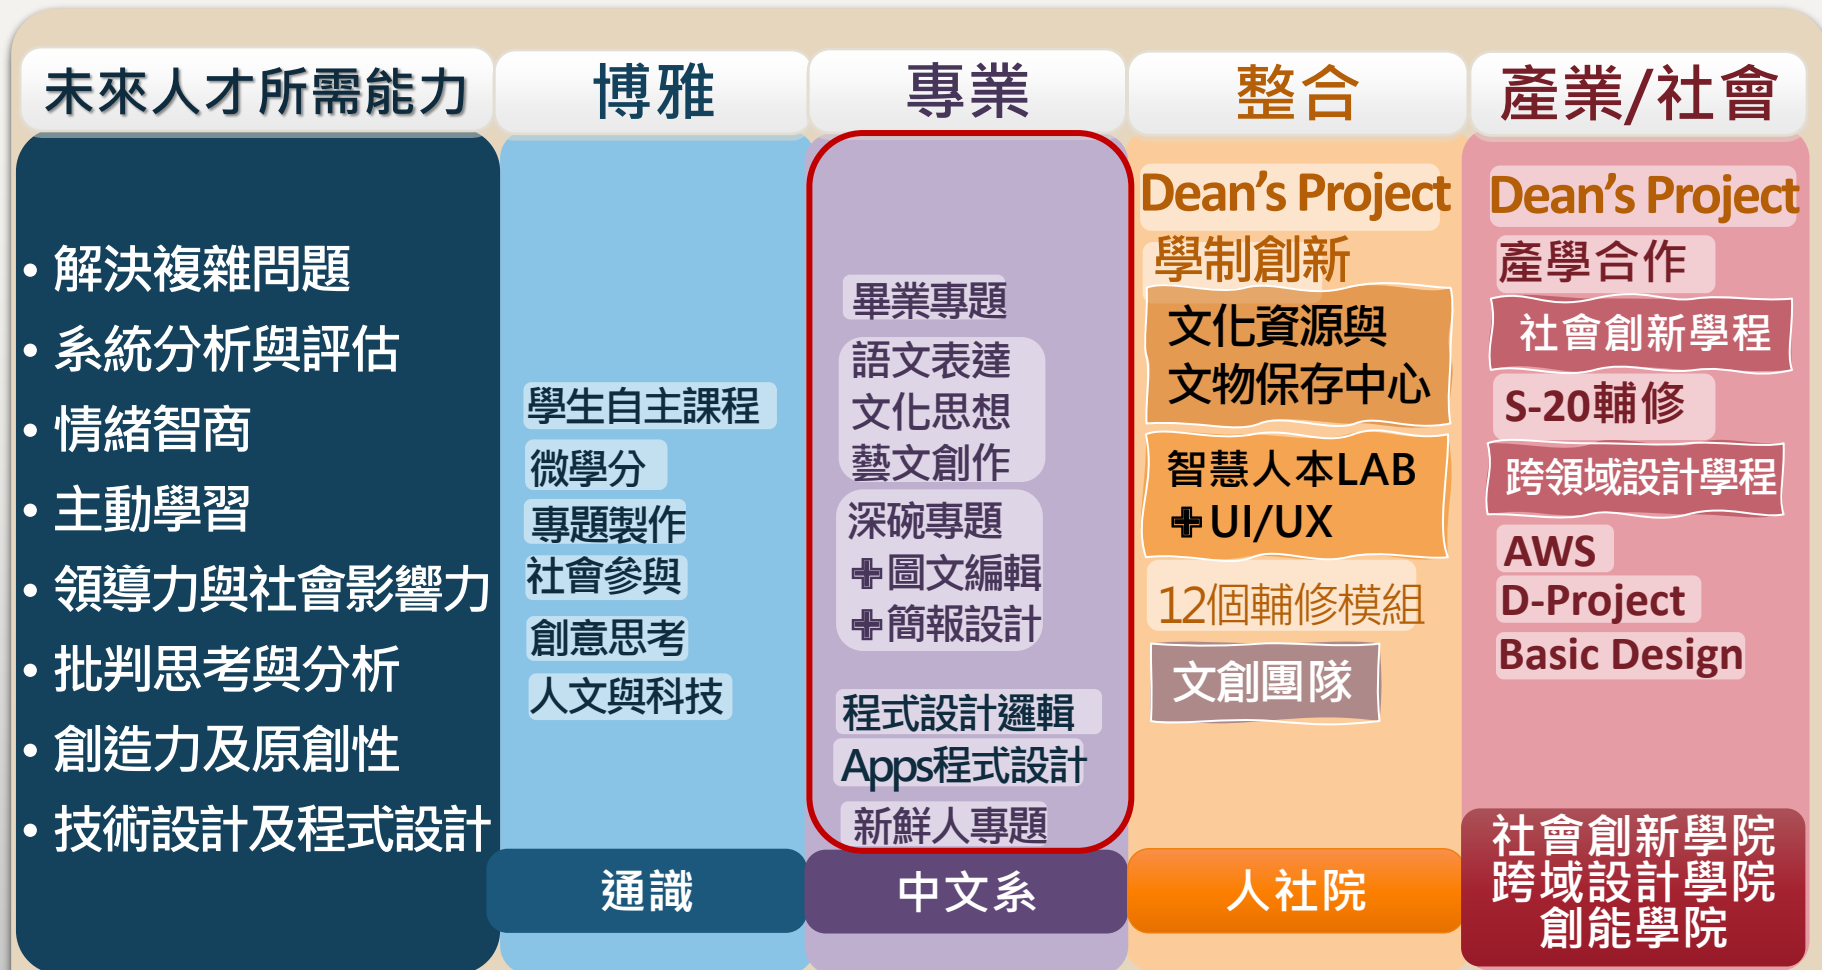 未來人才所需能力
• 解決複雜問題
• 系統分析與評估
• 情緒智商
• 主動學習
• 領導力與社會影響力
• 批判思考與分析
• 創造力及原創性
• 技術設計及程式設計
博雅
學生自主課程
微學分
專題製作
社會參與
創意思考
人文與科技
通識
專業
畢業專題
語文表達
文化思想
藝文創作
深碗專題
✙圖文編輯
✙簡報設計
程式設計邏輯
Apps程式設計
新鮮人專題
中文系
整合
Dean’s Project
學制創新
文化資源與
文物保存中心
智慧人本LAB
✙UI/UX
12個輔修模組
文創團隊
人社院
產業/社會
Dean’s Project
產學合作
社會創新學程
S-20輔修
跨領域設計學程
AWS
D-Project
Basic Design
社會創新學院
跨域設計學院
創能學院